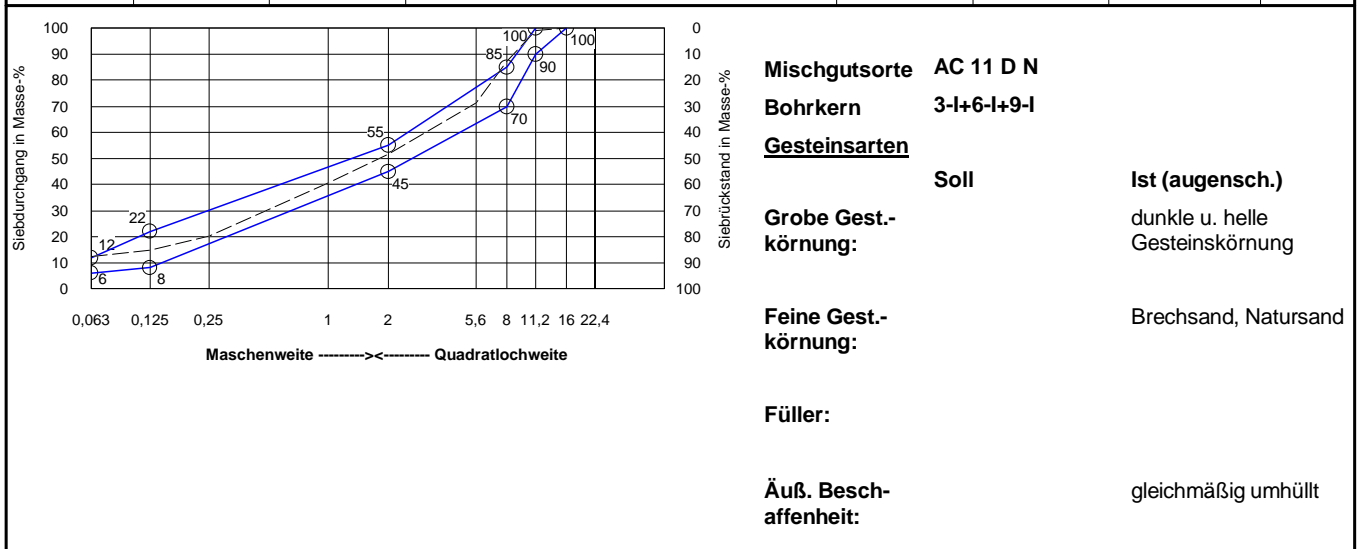 100
90
80
70
60
50
40
30
20
10
0
Siebdurchgang in Masse-%
0
10
20
30
40
50
60
70
80
90
100
Siebrückstand in Masse-%
100
100
85
90
70
55
45
22
12
8
6
0,063 0,125 0,25 1 2 5,6 8 11,2 16 22,4
Maschenweite --------->‌<--------- Quadratlochweite
Mischgutsorte AC 11 D N
Bohrkern 3-I+6-I+9-I
Gesteinsarten
Soll Ist (augensch.)
Grobe Gest.- dunkle u. helle
körnung: Gesteinskörnung
Feine Gest.- Brechsand, Natursand
körnung:
Füller:
Äuß. Besch- gleichmäßig umhüllt
affenheit: